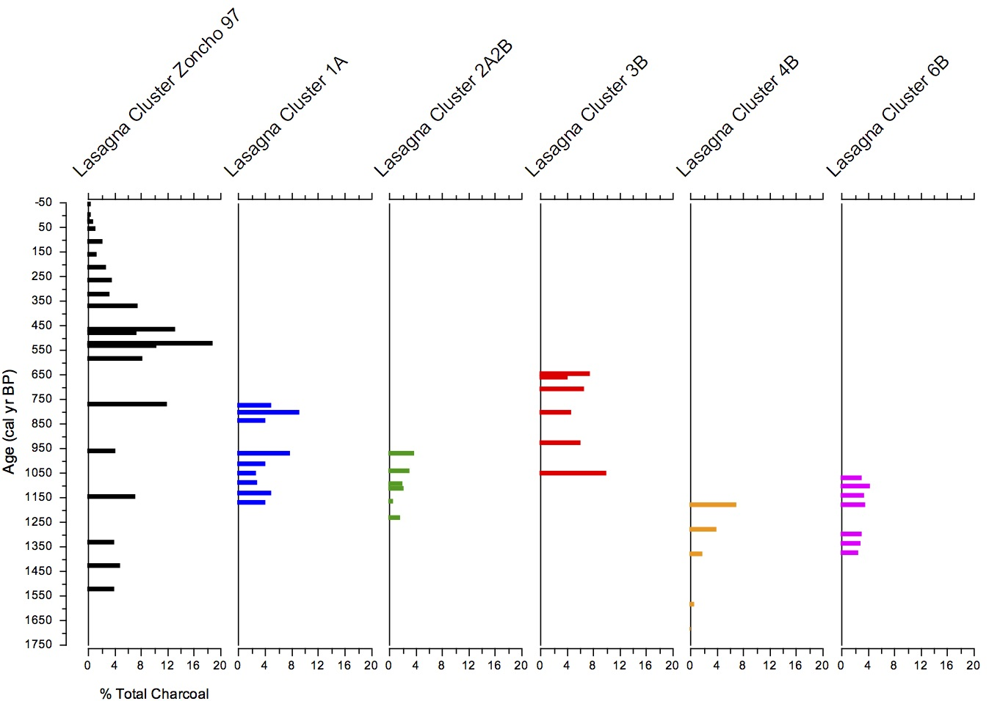 Lasagna Cluster Zoncho 97
Lasagna Cluster 1A
Lasagna Cluster 2A2B
Lasagna Cluster 3B
Lasagna Cluster 4B
Lasagna Cluster 6B
Age (cal yr BP)
-50
50
150
250
350
450
550
650
750
850
950
1050
1150
1250
1350
1450
1550
1650
1750
0 4 8 12 16 20 0 4 8 12 16 20 0 4 8 12 16 20 0 4 8 12 16 20 0 4 8 12 16 20 0 4 8 12 16 20
% Total Charcoal